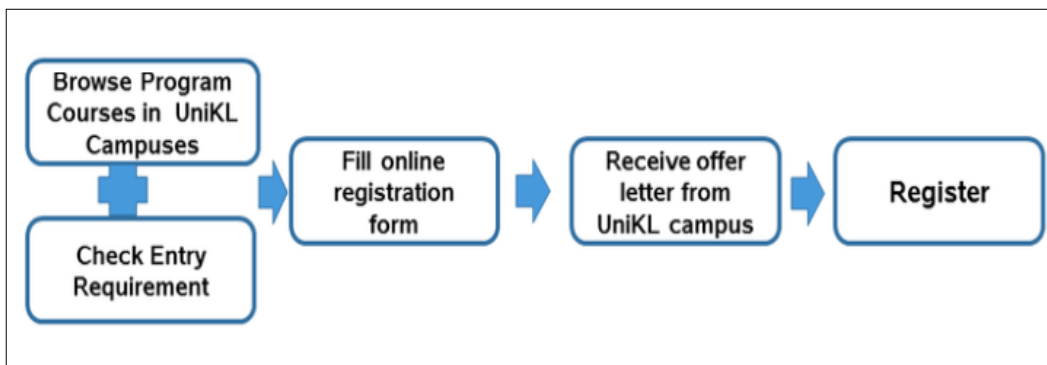 Browse Program
Courses in UniKL
Campuses
Check Entry
Requirement
Fill online
registration
form
Receive offer
letter from
UniKL campus
Register